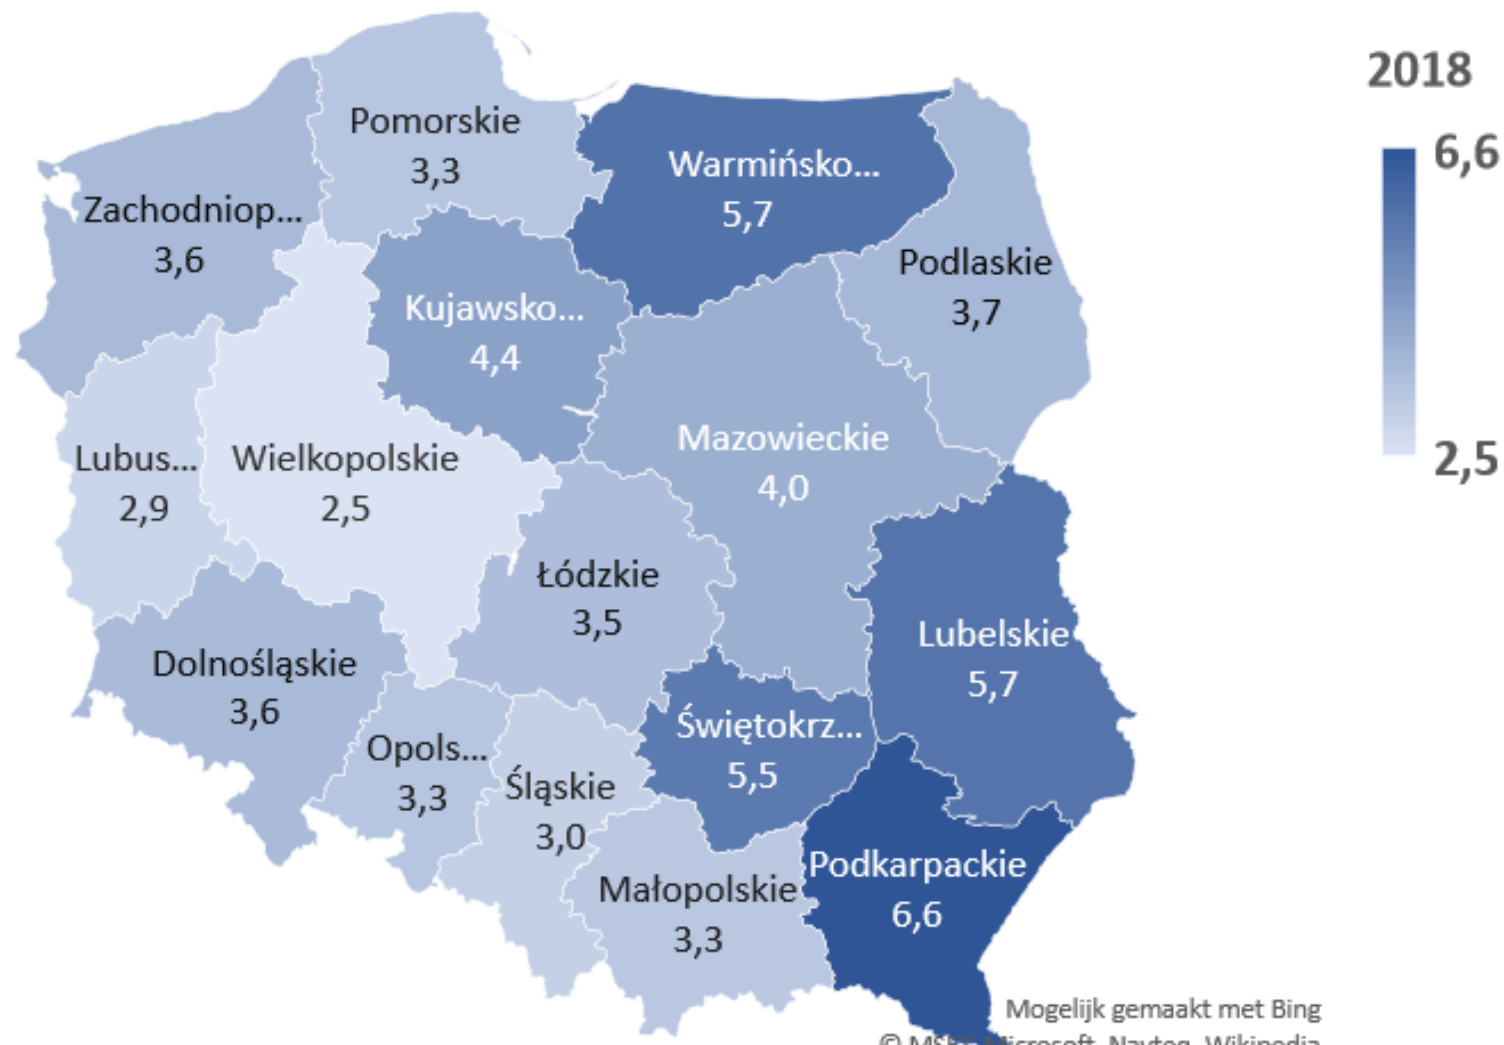 2018
6,6
2,5
Pomorskie
3,3
Warmińsko...
5,7
Zachodniop...
3,6
Podlaskie
3,7
Kujawsko...
4,4
Mazowieckie
4,0
Lubus...
2,9
Wielkopolskie
2,5
Łódzkie
3,5
Lubelskie
5,7
Dolnośląskie
3,6
Świętokrz...
5,5
Opols...
3,3
Śląskie
3,0
Podkarpackie
6,6
Małopolskie
3,3
Mogelijk gemaakt met Bing
© Microsoft, Navteq, Wikipedia